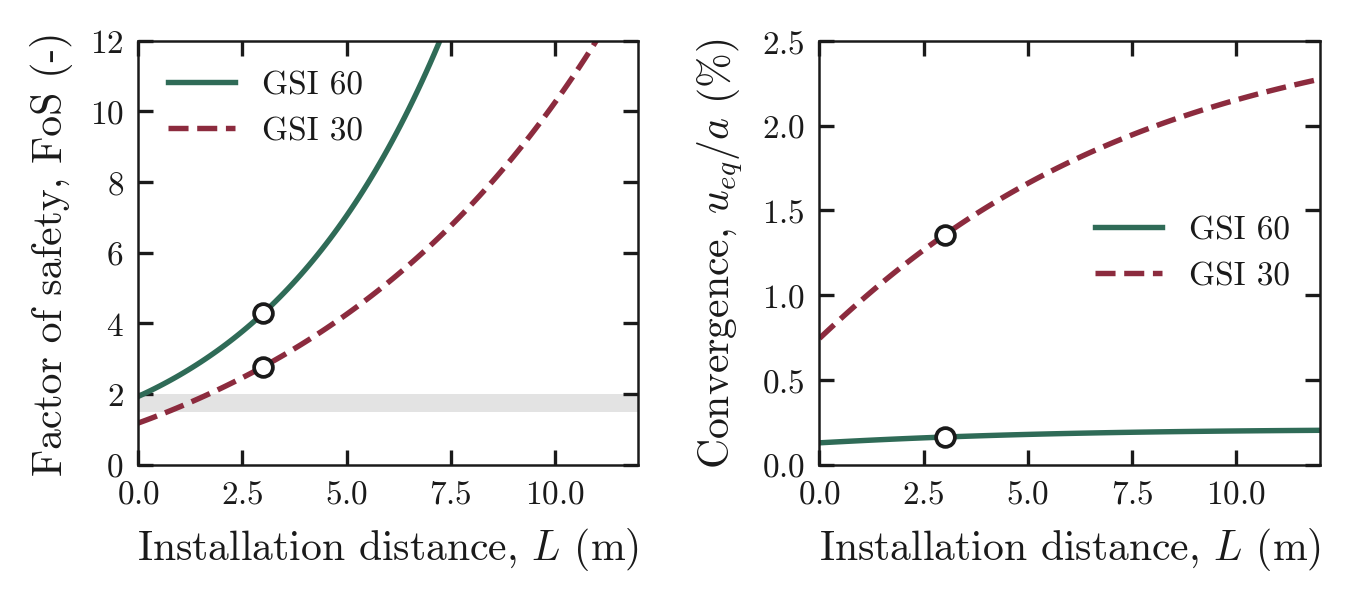 Factor of safety, FoS (-)
12
10
8
6
4
2
0
GSI 60
GSI 30
0.0 2.5 5.0 7.5 10.0
Installation distance, L (m)
Convergence, u_{eq}/a (%)
2.5
2.0
1.5
1.0
0.5
0.0
GSI 60
GSI 30
0.0 2.5 5.0 7.5 10.0
Installation distance, L (m)